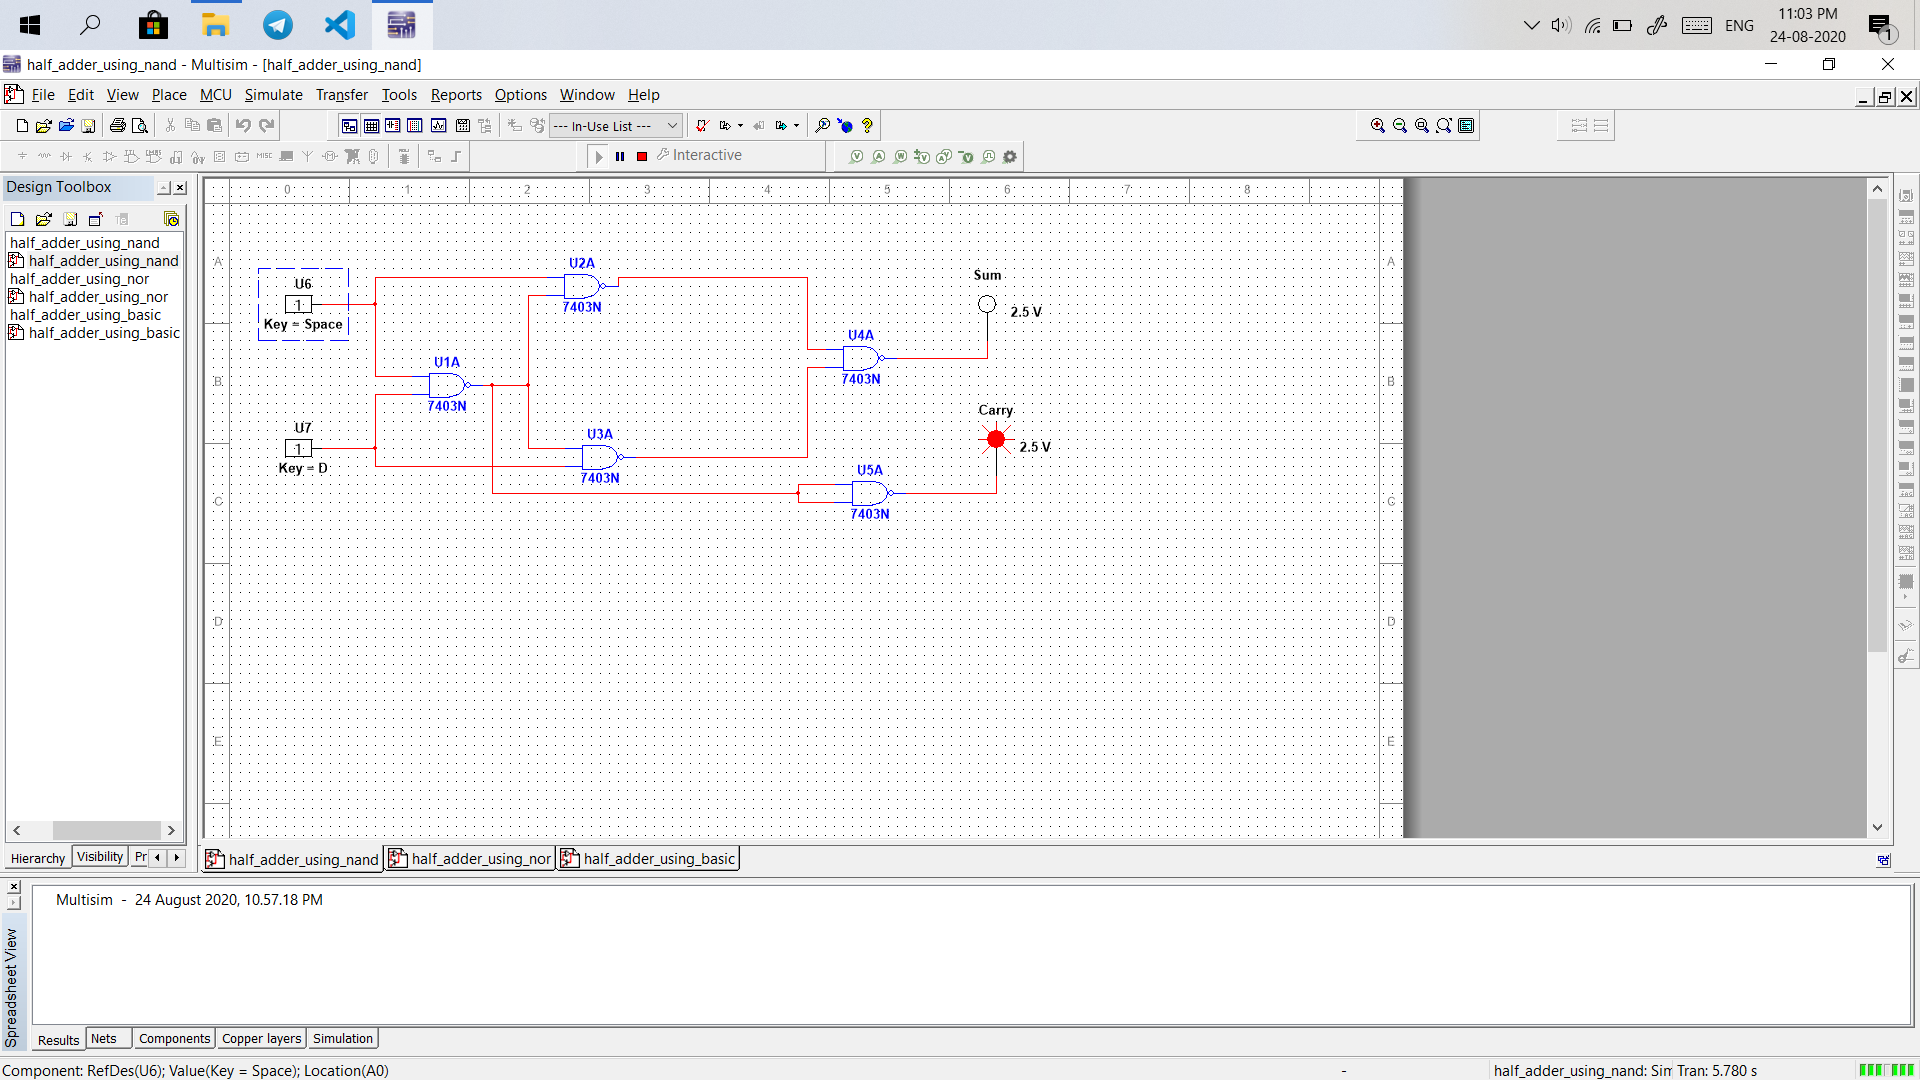 ENG
11:03 PM
24-08-2020
1
half_adder_using_nand - Multisim - [half_adder_using_nand]
File Edit View Place MCU Simulate Transfer Tools Reports Options Window Help
--- In-Use List ---
Interactive
Design Toolbox
half_adder_using_nand
half_adder_using_nand
half_adder_using_nor
half_adder_using_nor
half_adder_using_basic
half_adder_using_basic
Hierarchy Visibility Pr
0 1 2 3 4 5 6 7 8
A A
B B
C C
D D
E E
U6
1
Key = Space
U7
1
Key = D
U1A
7403N
U2A
7403N
U3A
7403N
U4A
7403N
U5A
7403N
Sum
2.5 V
Carry
2.5 V
half_adder_using_nand half_adder_using_nor half_adder_using_basic
Multisim - 24 August 2020, 10.57.18 PM
Spreadsheet View
Results Nets Components Copper layers Simulation
Component: RefDes(U6); Value(Key = Space); Location(A0)
-
half_adder_using_nand: Sim Tran: 5.780 s